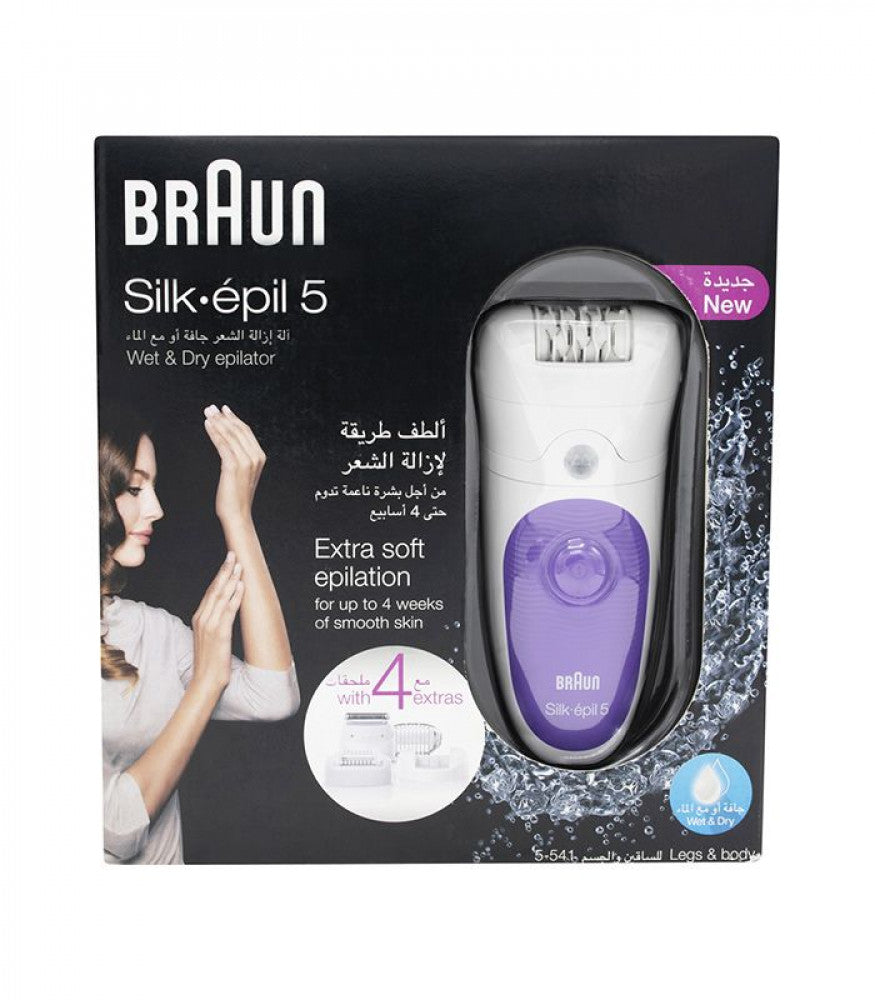 BRAUN
Silk•épil 5
آلة إزالة الشعر جافة أو مع الماء
Wet & Dry epilator
جديدة
New
ألطف طريقة
لإزالة الشعر
من أجل بشرة ناعمة تدوم
حتى 4 أسابيع
Extra soft
epilation
for up to 4 weeks
of smooth skin
مع 4 ملحقات
with 4 extras
BRAUN
Silk•épil 5
جافة أو مع الماء
Wet & Dry
5-541 للساقين والجسم Legs & body